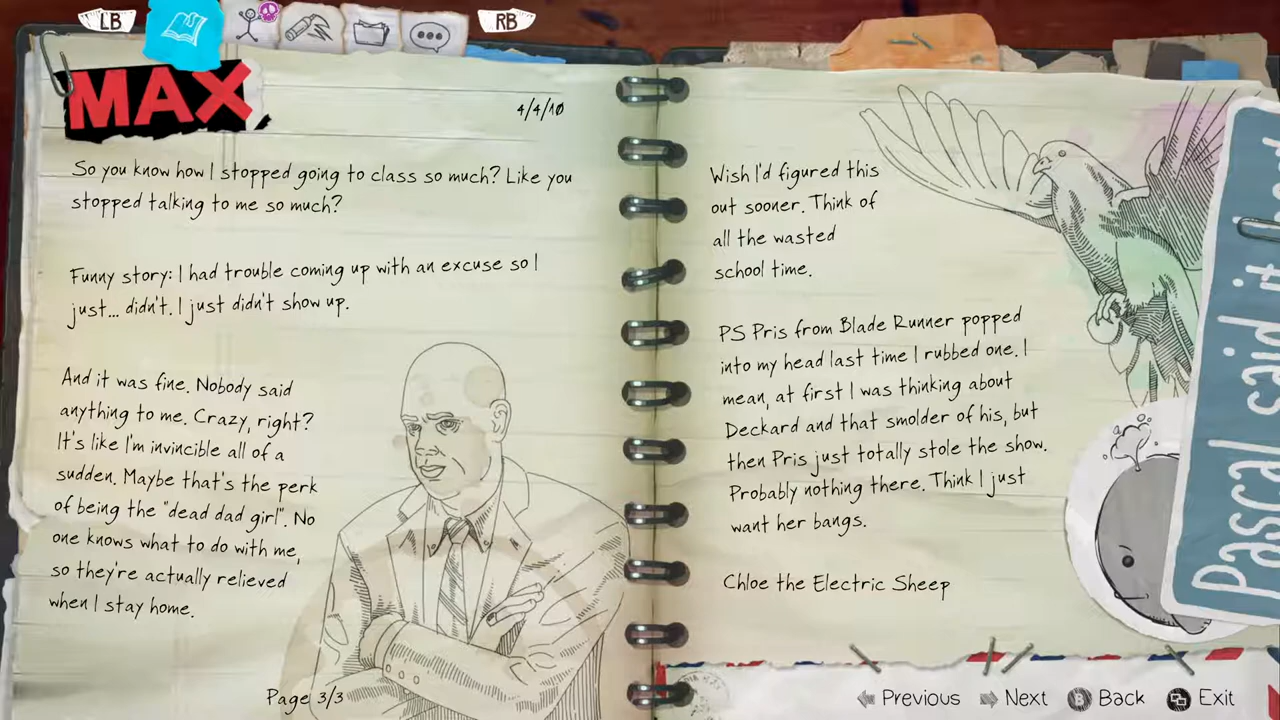 LB
RB
MAX
4/4/10
So you know how I stopped going to class so much? Like you
stopped talking to me so much?
Funny story: I had trouble coming up with an excuse so I
just... didn't. I just didn't show up.
And it was fine. Nobody said
anything to me. Crazy, right?
It's like I'm invincible all of a
sudden. Maybe that's the perk
of being the "dead dad girl". No
one knows what to do with me,
so they're actually relieved
when I stay home.
Page 3/3
Wish I'd figured this
out sooner. Think of
all the wasted
school time.
PS Pris from Blade Runner popped
into my head last time I rubbed one. I
mean, at first I was thinking about
Deckard and that smolder of his, but
then Pris just totally stole the show.
Probably nothing there. Think I just
want her bangs.
Chloe the Electric Sheep
Pascal said it
Previous
Next
B Back
Exit